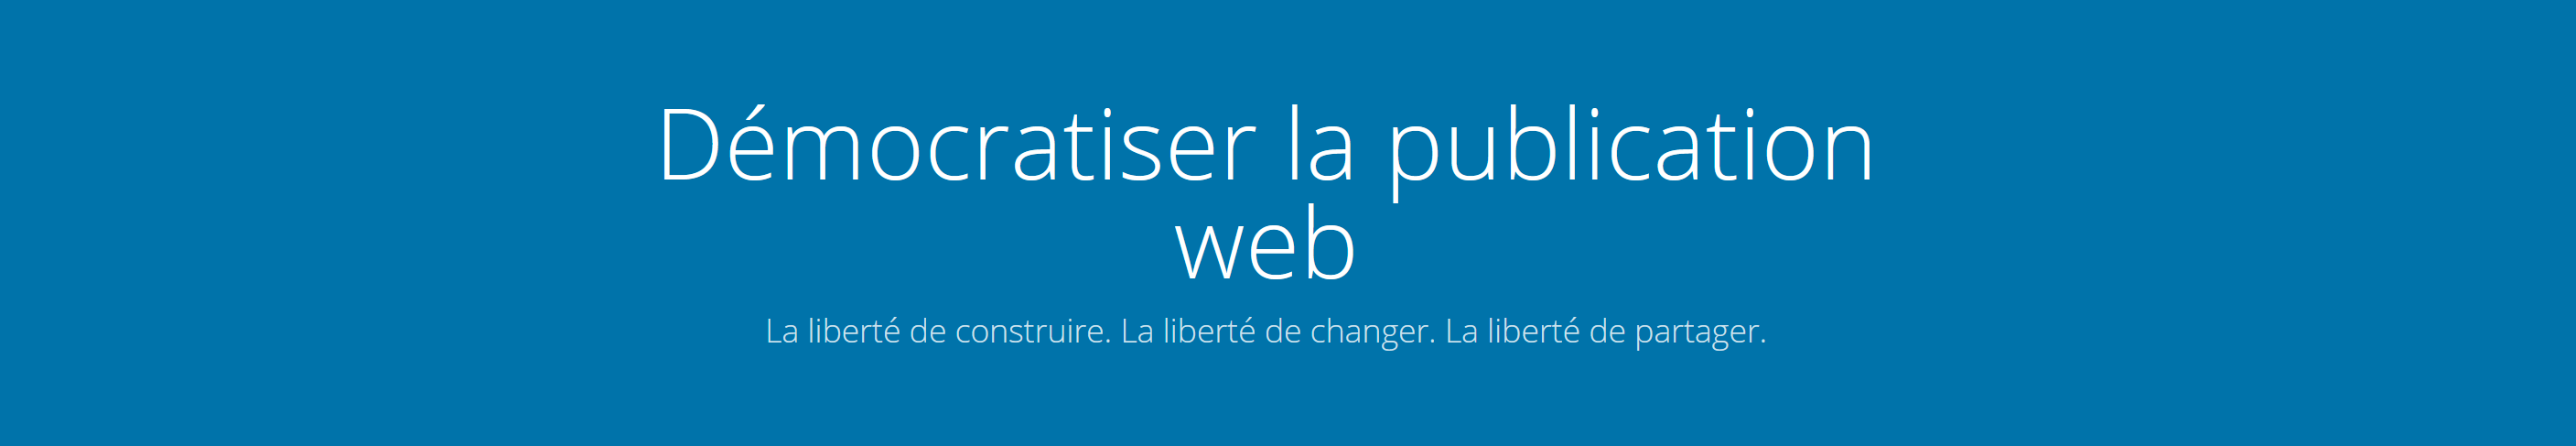 Démocratiser la publication
web
La liberté de construire. La liberté de changer. La liberté de partager.